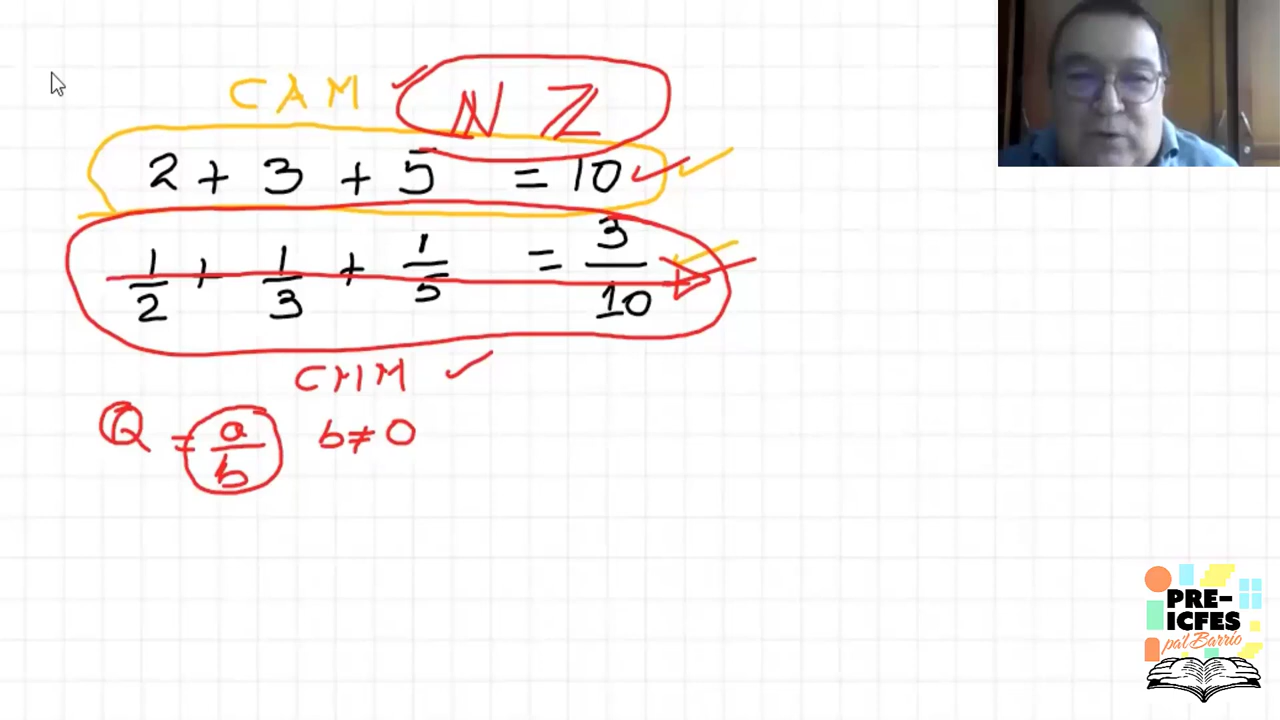 CAM N Z
2 + 3 + 5 = 10
1/2 + 1/3 + 1/5 = 3/10
CMM
Q = a/b b ≠ 0
PRE-
ICFES
pa'l Barrio